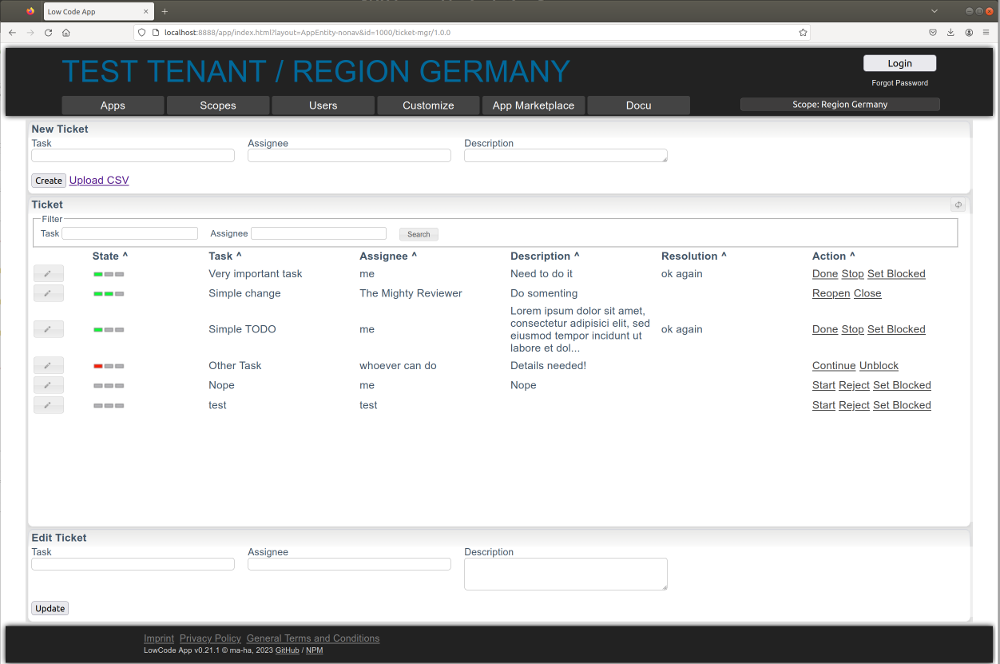 Low Code App
localhost:8888/app/index.html?layout=AppEntity-nonav&id=1000/ticket-mgr/1.0.0
TEST TENANT / REGION GERMANY
Login
Forgot Password
Apps Scopes Users Customize App Marketplace Docu
Scope: Region Germany
New Ticket
Task Assignee Description
Create Upload CSV
Ticket
Filter
Task Assignee Search
State ^ Task ^ Assignee ^ Description ^ Resolution ^ Action ^
Very important task me Need to do it ok again Done Stop Set Blocked
Simple change The Mighty Reviewer Do somenting Reopen Close
Lorem ipsum dolor sit amet,
consectetur adipisici elit, sed
Simple TODO me eiusmod tempor incidunt ut ok again Done Stop Set Blocked
labore et dol...
Other Task whoever can do Details needed! Continue Unblock
Nope me Nope Start Reject Set Blocked
test test Start Reject Set Blocked
Edit Ticket
Task Assignee Description
Update
Imprint Privacy Policy General Terms and Conditions
LowCode App v0.21.1 © ma-ha, 2023 GitHub / NPM